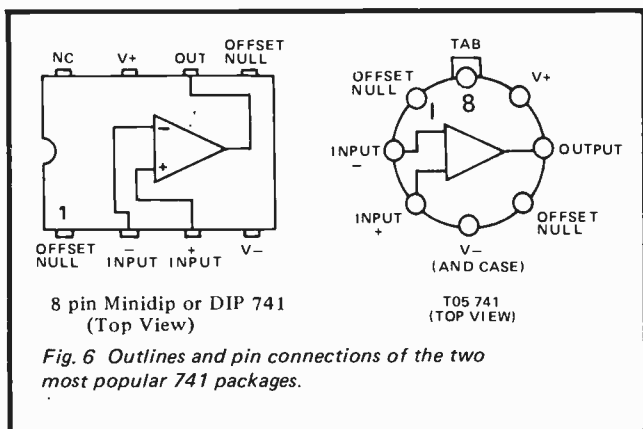 NC V+ OUT OFFSET
NULL
−
+
1
OFFSET
NULL
−
INPUT
+
INPUT
V−
8 pin Minidip or DIP 741
(Top View)
TAB
OFFSET
NULL
1 8
V+
INPUT
−
OUTPUT
INPUT
+
OFFSET
NULL
V−
(AND CASE)
T05 741
(TOP VIEW)
Fig. 6 Outlines and pin connections of the two
most popular 741 packages.